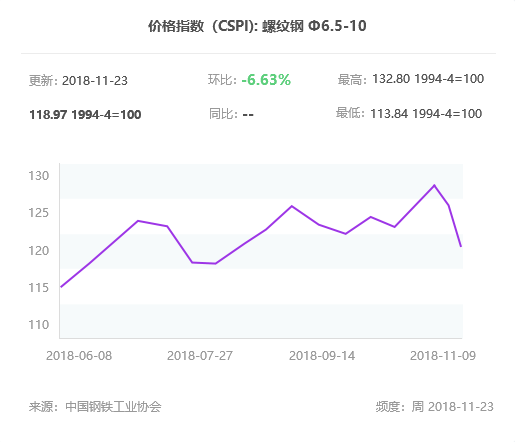 价格指数（CSPI): 螺纹钢 Φ6.5-10
更新: 2018-11-23 环比: -6.63% 最高: 132.80 1994-4=100
118.97 1994-4=100 同比: -- 最低: 113.84 1994-4=100
130
125
120
115
110
2018-06-08 2018-07-27 2018-09-14 2018-11-09
来源: 中国钢铁工业协会 频度: 周 2018-11-23